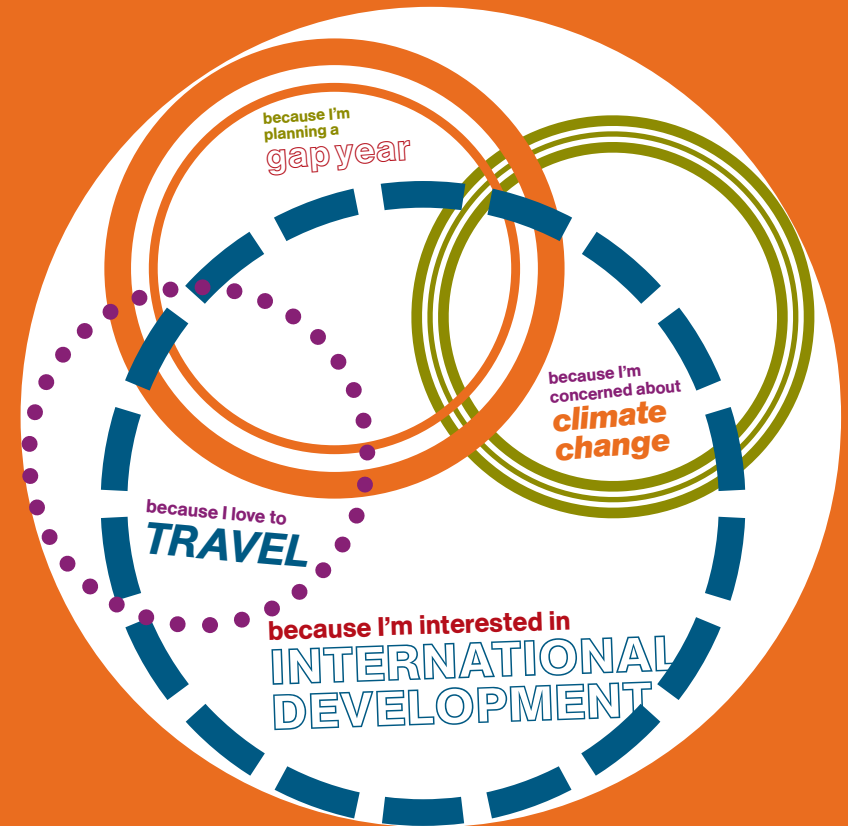 because I'm
planning a
gap year
because I'm
concerned about
climate
change
because I love to
TRAVEL
because I'm interested in
INTERNATIONAL
DEVELOPMENT